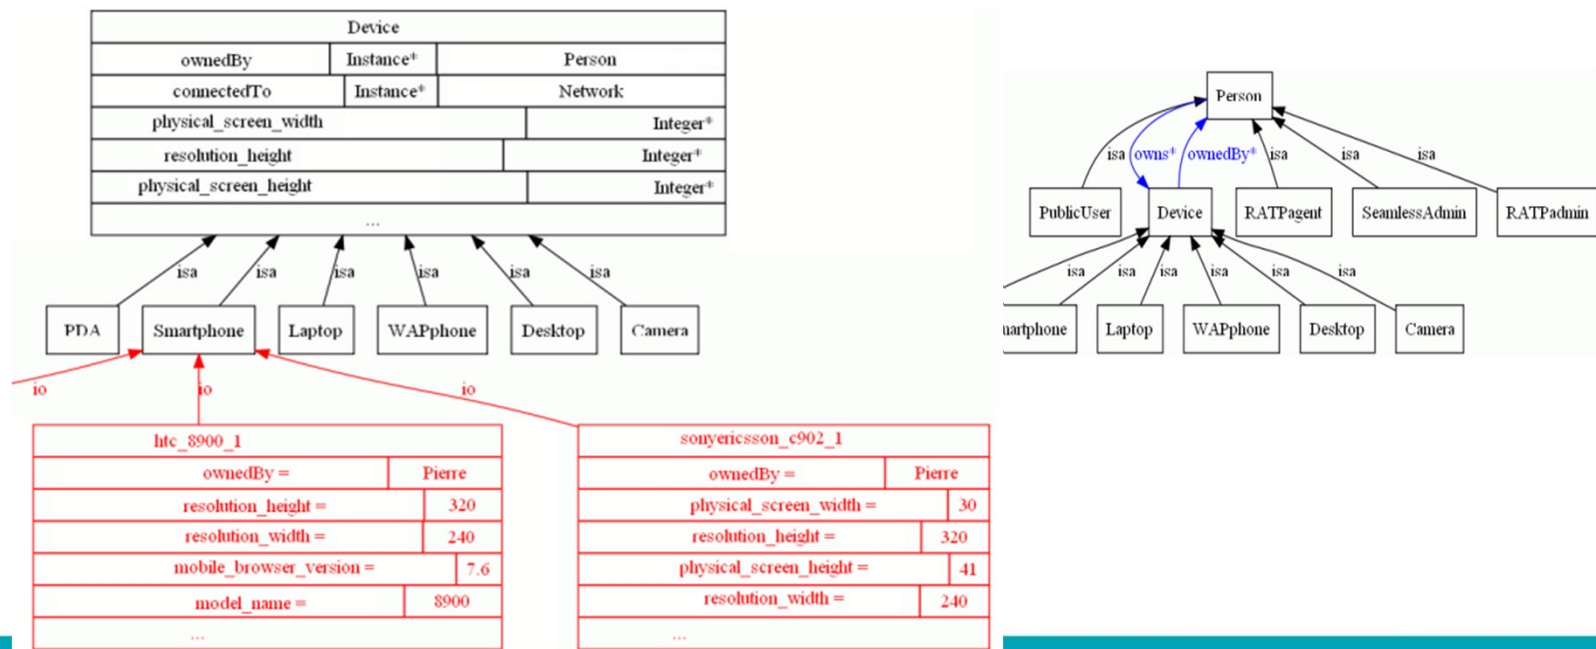 Device
ownedBy Instance* Person
connectedTo Instance* Network
physical_screen_width Integer*
resolution_height Integer*
physical_screen_height Integer*
...
isa isa isa isa isa isa
PDA Smartphone Laptop WAPphone Desktop Camera
io io io
htc_8900_1
ownedBy = Pierre
resolution_height = 320
resolution_width = 240
mobile_browser_version = 7.6
model_name = 8900
...
sonyericsson_c902_1
ownedBy = Pierre
physical_screen_width = 30
resolution_height = 320
physical_screen_height = 41
resolution_width = 240
...
Person
isa owns* ownedBy* isa isa isa
PublicUser Device RATPagent SeamlessAdmin RATPadmin
isa isa isa isa isa isa
martphone Laptop WAPphone Desktop Camera